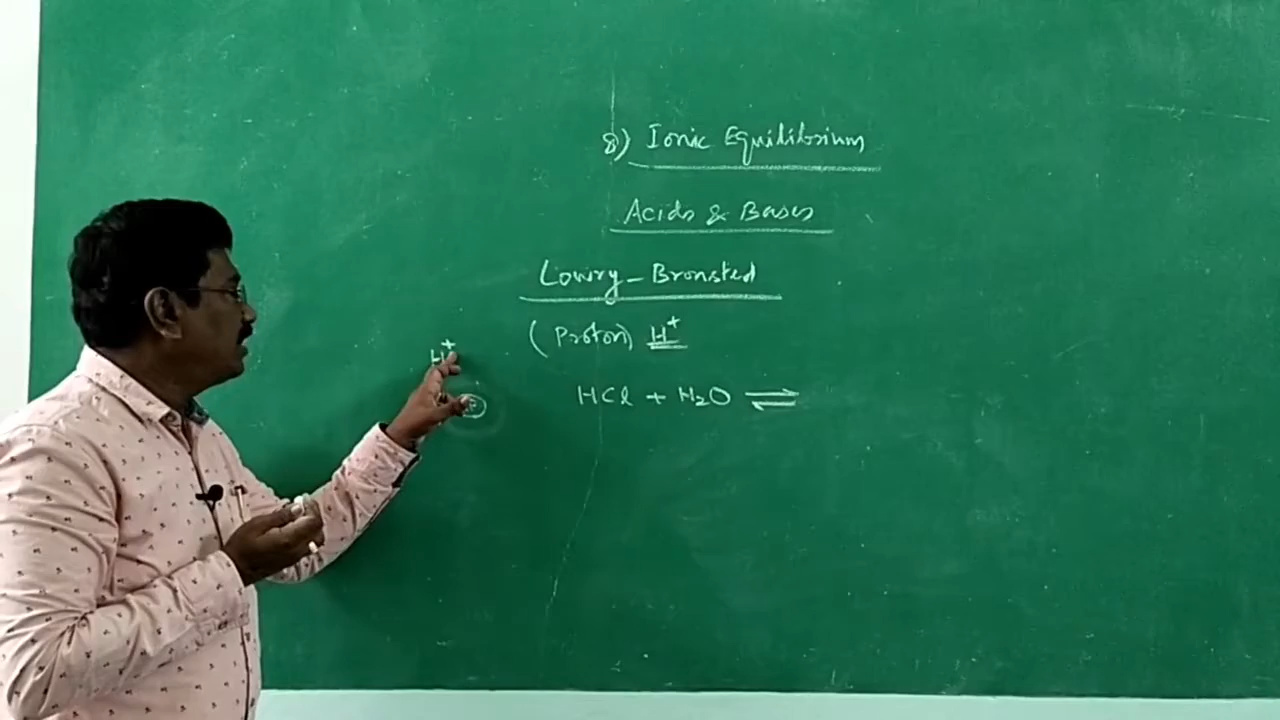 8) Ionic Equilibrium
Acids & Bases
Lowry - Bronsted
(Proton) H⁺
H⁺
HCl + H₂O ⇌